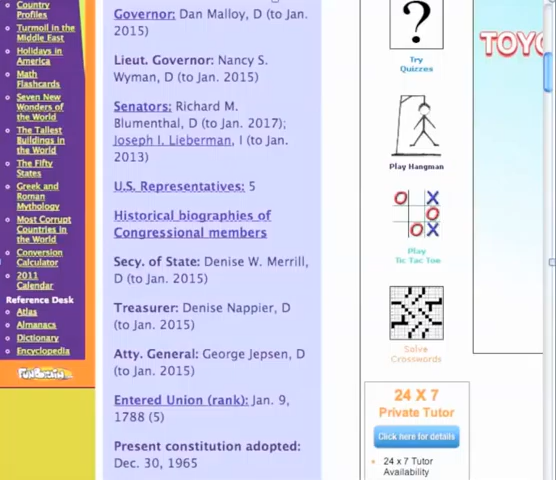 Country
Profiles
Turmoil in the
Middle East
Holidays in
America
Math
Flashcards
Seven New
Wonders of
the World
The Tallest
Buildings in
the World
The Fifty
States
Greek and
Roman
Mythology
Most Corrupt
Countries in
the World
Conversion
Calculator
2011
Calendar
Reference Desk
Atlas
Almanacs
Dictionary
Encyclopedia
Governor: Dan Malloy, D (to Jan.
2015)
Lieut. Governor: Nancy S.
Wyman, D (to Jan. 2015)
Senators: Richard M.
Blumenthal, D (to Jan. 2017);
Joseph I. Lieberman, I (to Jan.
2013)
U.S. Representatives: 5
Historical biographies of
Congressional members
Secy. of State: Denise W. Merrill,
D (to Jan. 2015)
Treasurer: Denise Nappier, D
(to Jan. 2015)
Atty. General: George Jepsen, D
(to Jan. 2015)
Entered Union (rank): Jan. 9,
1788 (5)
Present constitution adopted:
Dec. 30, 1965
?
Try
Quizzes
Play Hangman
O X
O
O X
Play
Tic Tac Toe
Solve
Crosswords
24 X 7
Private Tutor
Click here for details
24 x 7 Tutor
Availability
TOYO